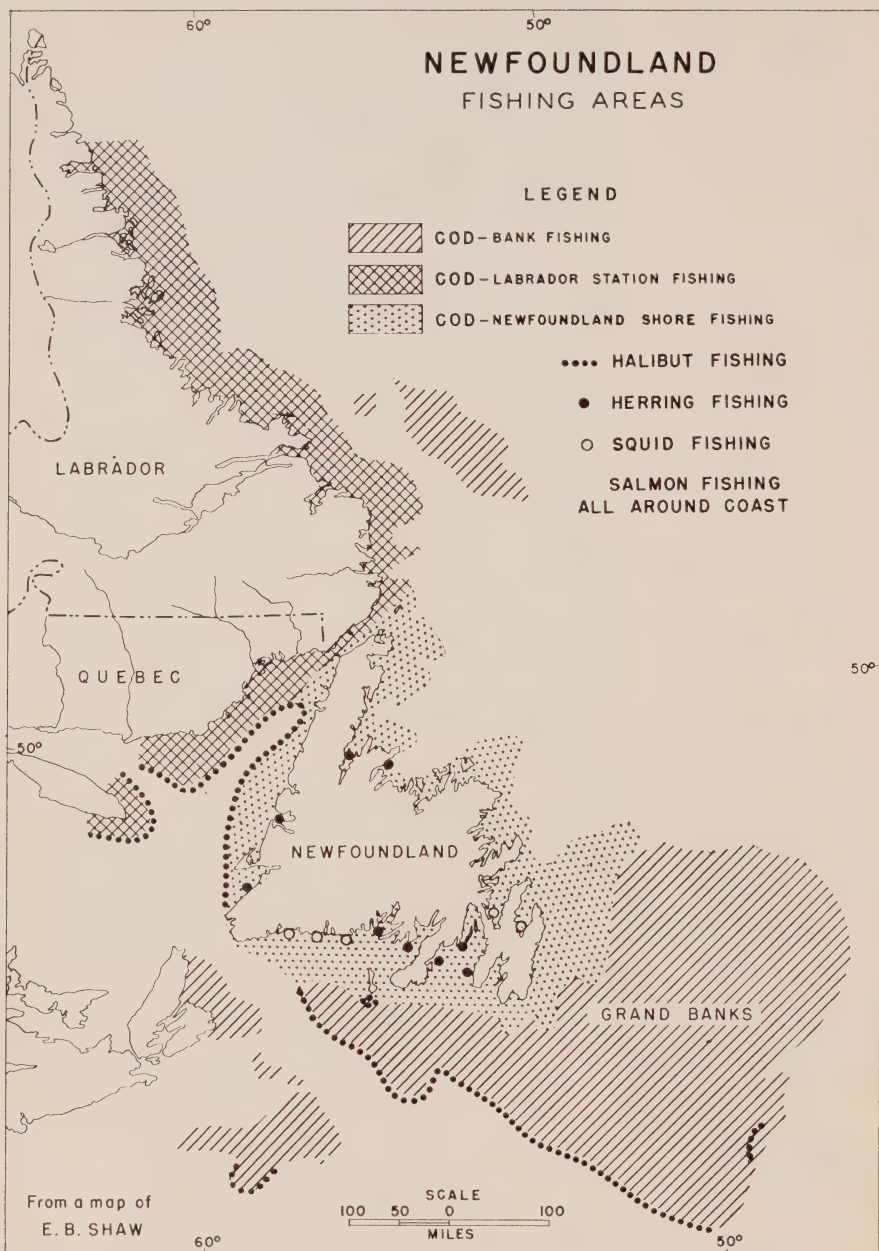 60°
50°
NEWFOUNDLAND
FISHING AREAS
LEGEND
COD-BANK FISHING
COD-LABRADOR STATION FISHING
COD-NEWFOUNDLAND SHORE FISHING
HALIBUT FISHING
HERRING FISHING
SQUID FISHING
SALMON FISHING
ALL AROUND COAST
LABRADOR
QUEBEC
50°
50°
NEWFOUNDLAND
GRAND BANKS
From a map of
E.B. SHAW
SCALE
100 50 0 100
MILES
60°
50°